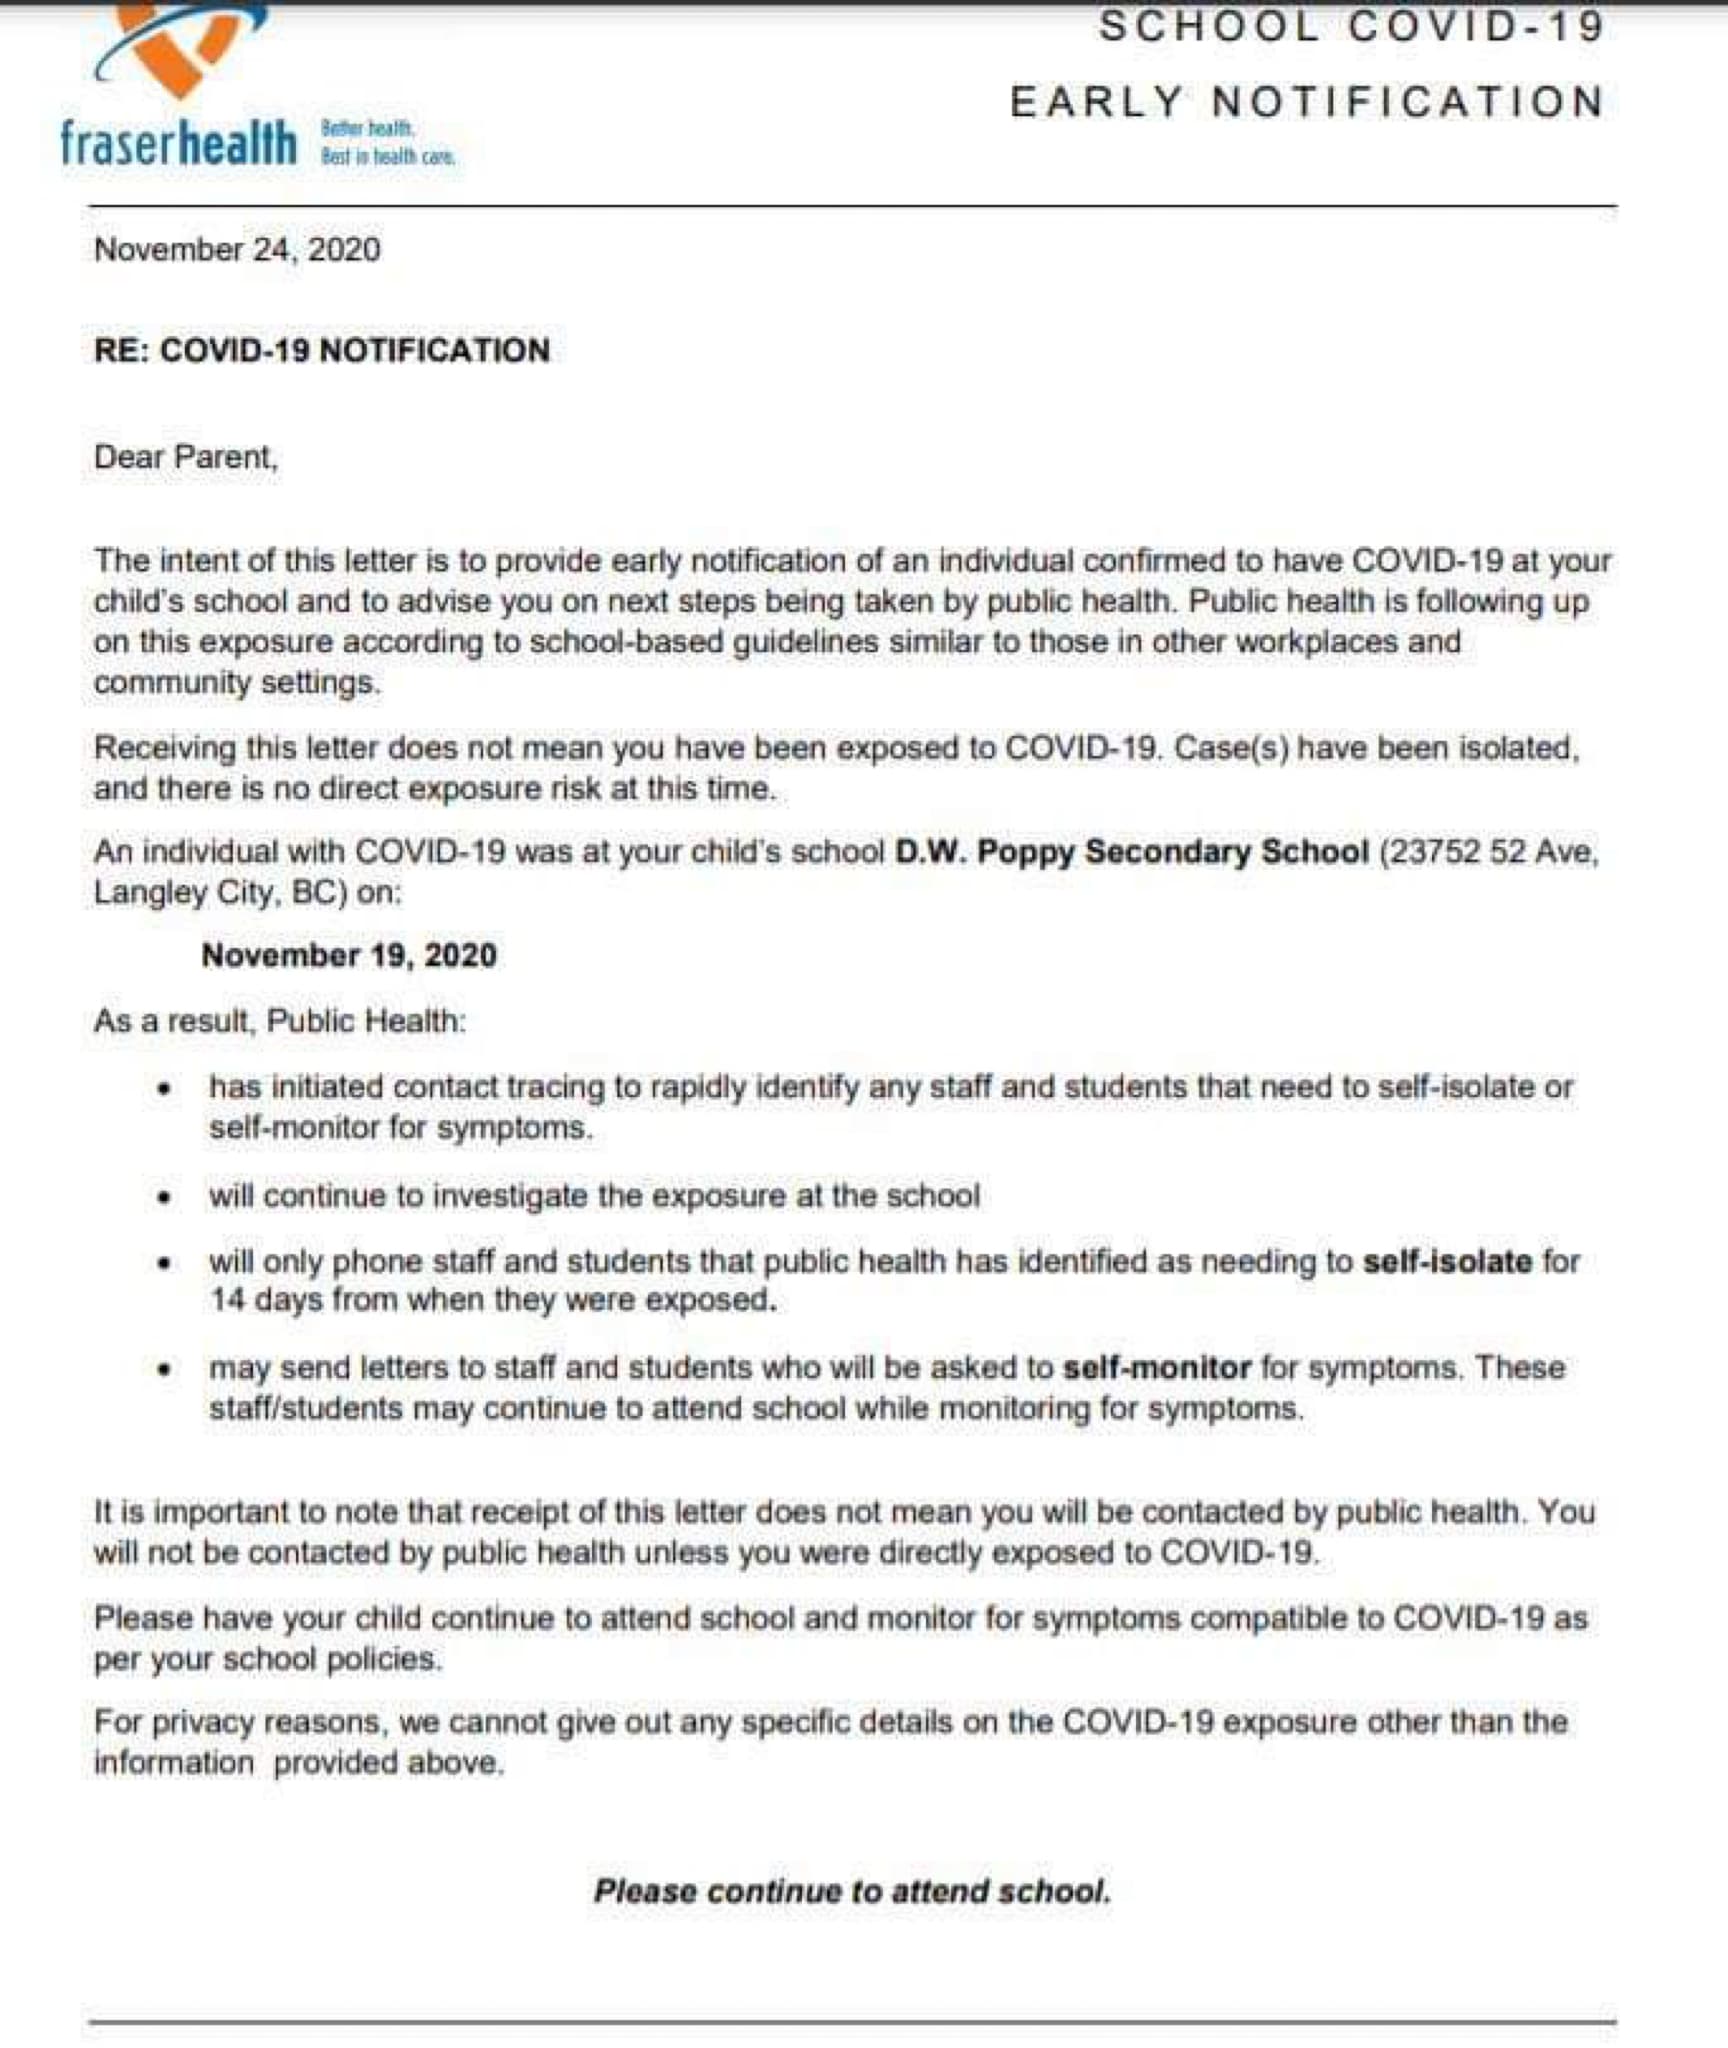 SCHOOL COVID-19
EARLY NOTIFICATION
fraserhealth
Better health.
Best in health care.
November 24, 2020
RE: COVID-19 NOTIFICATION
Dear Parent,
The intent of this letter is to provide early notification of an individual confirmed to have COVID-19 at your
child's school and to advise you on next steps being taken by public health. Public health is following up
on this exposure according to school-based guidelines similar to those in other workplaces and
community settings.
Receiving this letter does not mean you have been exposed to COVID-19. Case(s) have been isolated,
and there is no direct exposure risk at this time.
An individual with COVID-19 was at your child's school D.W. Poppy Secondary School (23752 52 Ave,
Langley City, BC) on:
November 19, 2020
As a result, Public Health:
• has initiated contact tracing to rapidly identify any staff and students that need to self-isolate or
self-monitor for symptoms.
• will continue to investigate the exposure at the school
• will only phone staff and students that public health has identified as needing to self-isolate for
14 days from when they were exposed.
• may send letters to staff and students who will be asked to self-monitor for symptoms. These
staff/students may continue to attend school while monitoring for symptoms.
It is important to note that receipt of this letter does not mean you will be contacted by public health. You
will not be contacted by public health unless you were directly exposed to COVID-19.
Please have your child continue to attend school and monitor for symptoms compatible to COVID-19 as
per your school policies.
For privacy reasons, we cannot give out any specific details on the COVID-19 exposure other than the
information provided above.
Please continue to attend school.